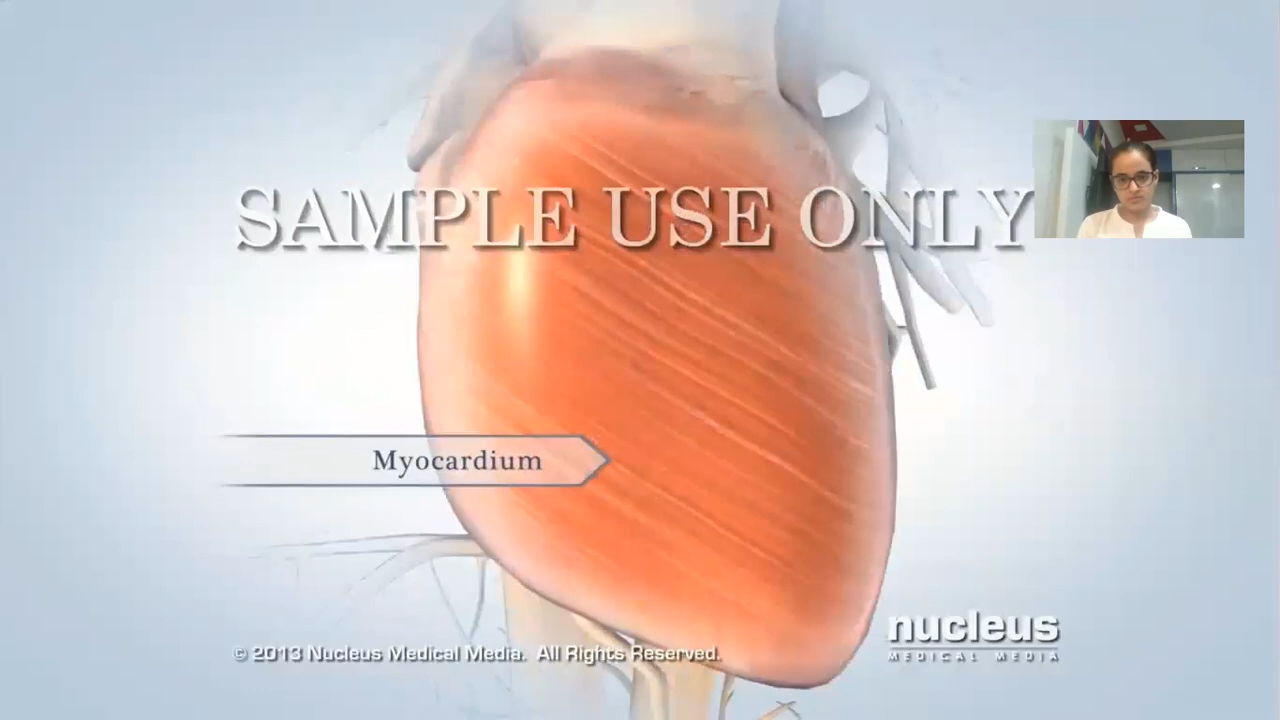 SAMPLE USE ONLY
Myocardium
nucleus
MEDICAL MEDIA
© 2013 Nucleus Medical Media. All Rights Reserved.